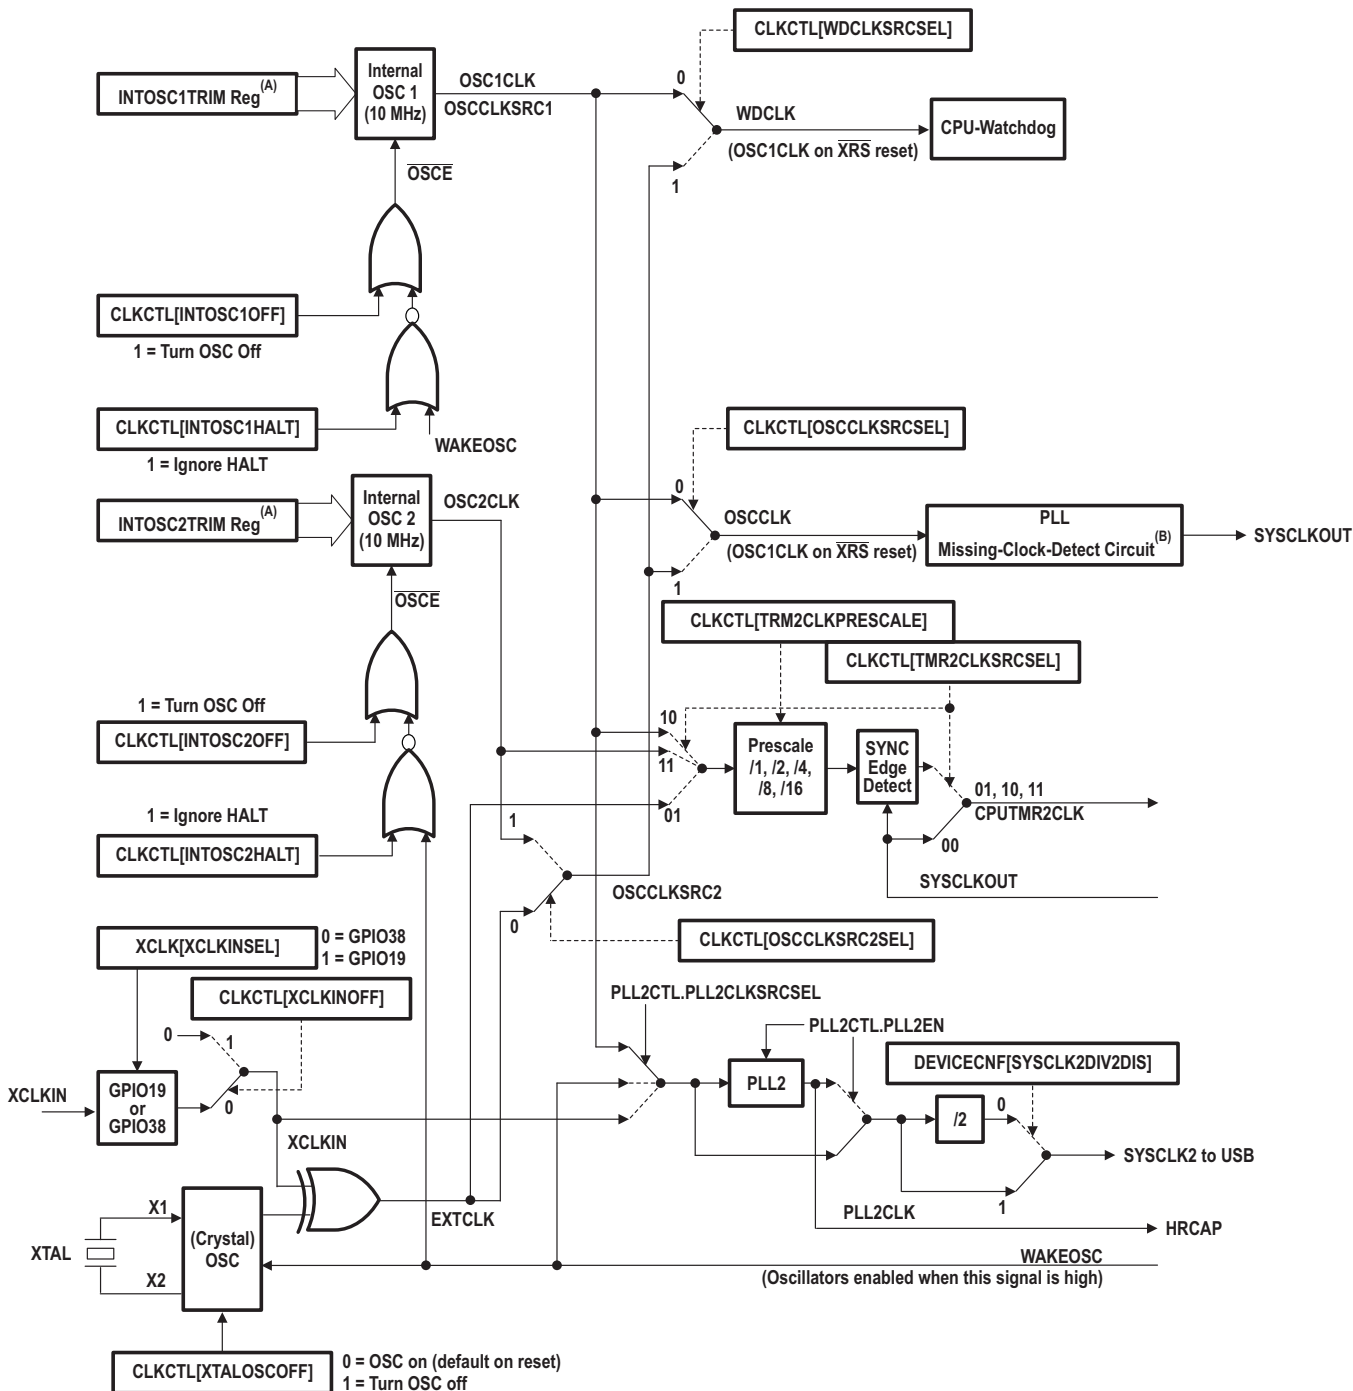 CLKCTL[WDCLKSRCSEL]
INTOSC1TRIM Reg(A)
Internal
OSC 1
(10 MHz)
OSC1CLK
OSCCLKSRC1
0
WDCLK
(OSC1CLK on XRS reset)
1
CPU-Watchdog
OSCE
CLKCTL[INTOSC1OFF]
1 = Turn OSC Off
CLKCTL[INTOSC1HALT]
1 = Ignore HALT
WAKEOSC
CLKCTL[OSCCLKSRCSEL]
INTOSC2TRIM Reg(A)
Internal
OSC 2
(10 MHz)
OSC2CLK
0
OSCCLK
(OSC1CLK on XRS reset)
1
PLL
Missing-Clock-Detect Circuit(B)
SYSCLKOUT
OSCE
CLKCTL[TRM2CLKPRESCALE]
CLKCTL[TMR2CLKSRCSEL]
1 = Turn OSC Off
CLKCTL[INTOSC2OFF]
10
11
01
Prescale
/1, /2, /4,
/8, /16
SYNC
Edge
Detect
01, 10, 11
CPUTMR2CLK
00
SYSCLKOUT
1 = Ignore HALT
CLKCTL[INTOSC2HALT]
1
0
OSCCLKSRC2
CLKCTL[OSCCLKSRC2SEL]
XCLK[XCLKINSEL]
0 = GPIO38
1 = GPIO19
CLKCTL[XCLKINOFF]
0
1
0
XCLKIN
GPIO19
or
GPIO38
XCLKIN
PLL2CTL.PLL2CLKSRCSEL
PLL2CTL.PLL2EN
PLL2
DEVICECNF[SYSCLK2DIV2DIS]
/2
0
1
SYSCLK2 to USB
PLL2CLK
HRCAP
EXTCLK
XTAL
X1
X2
(Crystal)
OSC
WAKEOSC
(Oscillators enabled when this signal is high)
CLKCTL[XTALOSCOFF]
0 = OSC on (default on reset)
1 = Turn OSC off